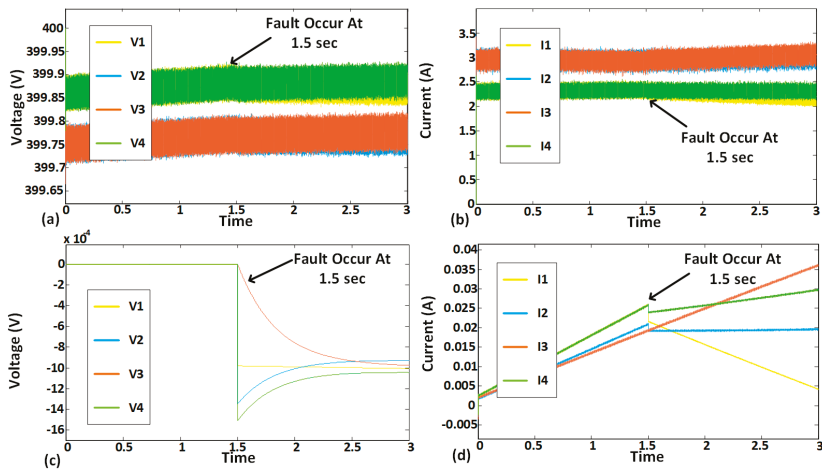 400
399.95
399.9
399.85
399.8
399.75
399.7
399.65
Voltage (V)
V1
V2
V3
V4
Fault Occur At
1.5 sec
0
0.5
1
1.5
2
2.5
3
Time
(a)
3.5
3
2.5
2
1.5
1
0.5
0
Current (A)
I1
I2
I3
I4
Fault Occur At
1.5 sec
0
0.5
1
1.5
2
2.5
3
Time
(b)
x 10⁴
0
-2
-4
-6
-8
-10
-12
-14
16
Voltage (V)
V1
V2
V3
V4
Fault Occur At
1.5 sec
0
0.5
1
1.5
2
2.5
3
Time
(c)
0.04
0.035
0.03
0.025
0.02
0.015
0.01
0.005
0
-0.005
Current (A)
I1
I2
I3
I4
Fault Occur At
1.5 sec
0
0.5
1
1.5
2
2.5
3
Time
(d)